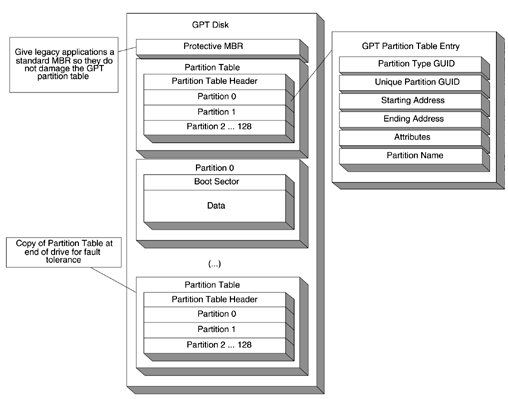 GPT Disk
Give legacy applications
a standard MBR so they do
not damage the GPT
partition table
Protective MBR
Partition Table
Partition Table Header
Partition 0
Partition 1
Partition 2 ... 128
GPT Partition Table Entry
Partition Type GUID
Unique Partition GUID
Starting Address
Ending Address
Attributes
Partition Name
Partition 0
Boot Sector
Data
Copy of Partition Table at
end of drive for fault
tolerance
(...)
Partition Table
Partition Table Header
Partition 0
Partition 1
Partition 2 ... 128